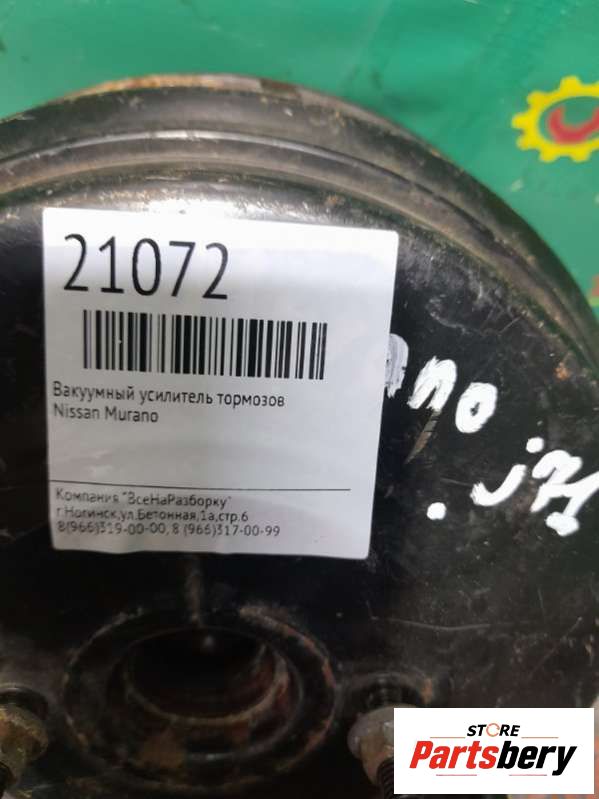 21072
Вакуумный усилитель тормозов
Nissan Murano
Компания "ВсеНаРазборку"
г.Ногинск,ул.Бетонная,1а,стр.6
8(966)319-00-00, 8 (966)317-00-99
STORE
Partsbery